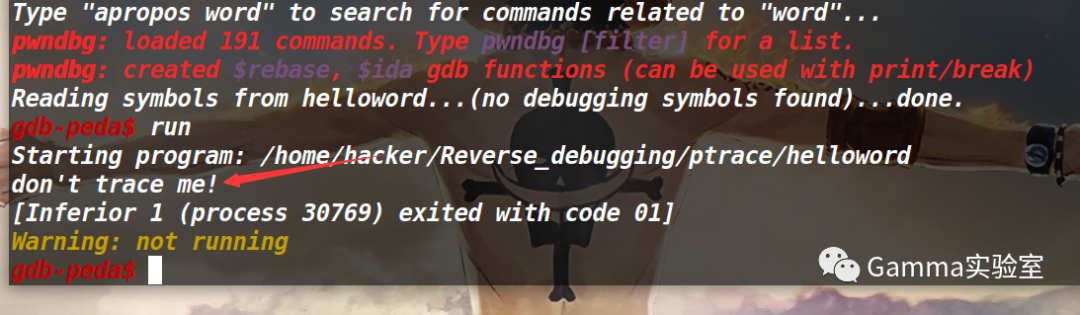 Type "apropos word" to search for commands related to "word"...
pwndbg: loaded 191 commands. Type pwndbg [filter] for a list.
pwndbg: created $rebase, $ida gdb functions (can be used with print/break)
Reading symbols from helloword...(no debugging symbols found)...done.
gdb-peda$ run
Starting program: /home/hacker/Reverse_debugging/ptrace/helloword
don't trace me!
[Inferior 1 (process 30769) exited with code 01]
Warning: not running
gdb-peda$
Gamma实验室